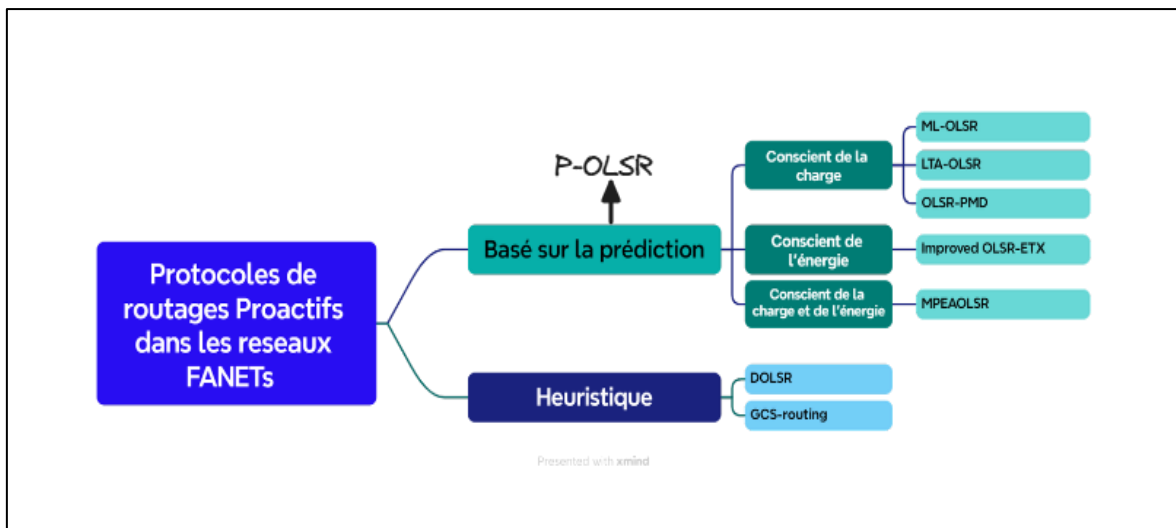 Protocoles de
routages Proactifs
dans les reseaux
FANETs
P-OLSR
Basé sur la prédiction
Conscient de la
charge
ML-OLSR
LTA-OLSR
OLSR-PMD
Conscient de
l'énergie
Improved OLSR-ETX
Conscient de la
charge et de l'énergie
MPEAOLSR
Heuristique
DOLSR
GCS-routing
Presented with xmind